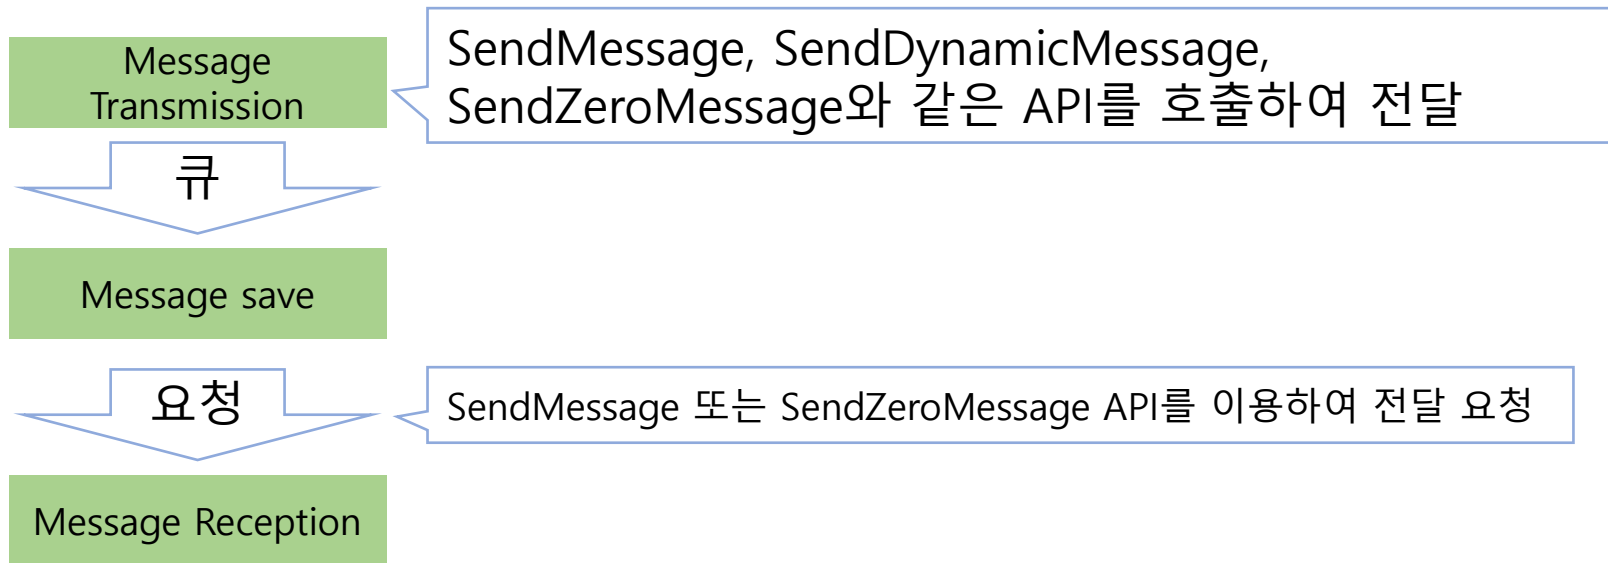 Message
Transmission
SendMessage, SendDynamicMessage,
SendZeroMessage와 같은 API를 호출하여 전달
큐
Message save
요청
SendMessage 또는 SendZeroMessage API를 이용하여 전달 요청
Message Reception